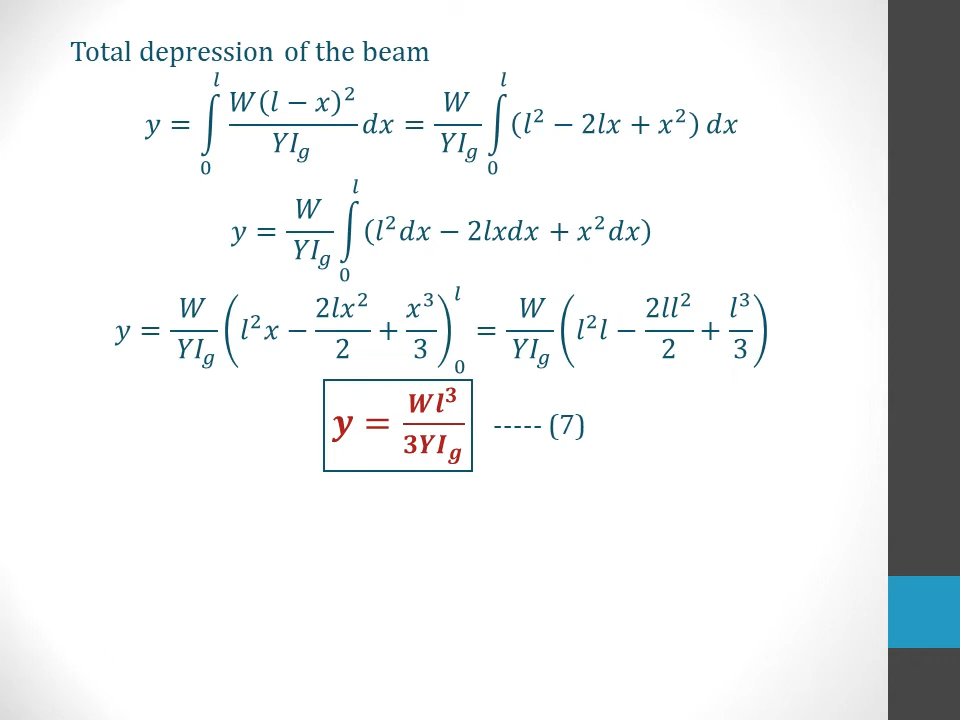 Total depression of the beam
y = ∫₀ˡ W(l − x)²/YI_g dx = W/YI_g ∫₀ˡ (l² − 2lx + x²) dx
y = W/YI_g ∫₀ˡ (l²dx − 2lxdx + x²dx)
y = W/YI_g (l²x − 2lx²/2 + x³/3)₀ˡ = W/YI_g (l²l − 2ll²/2 + l³/3)
y = Wl³/3YI_g ----- (7)